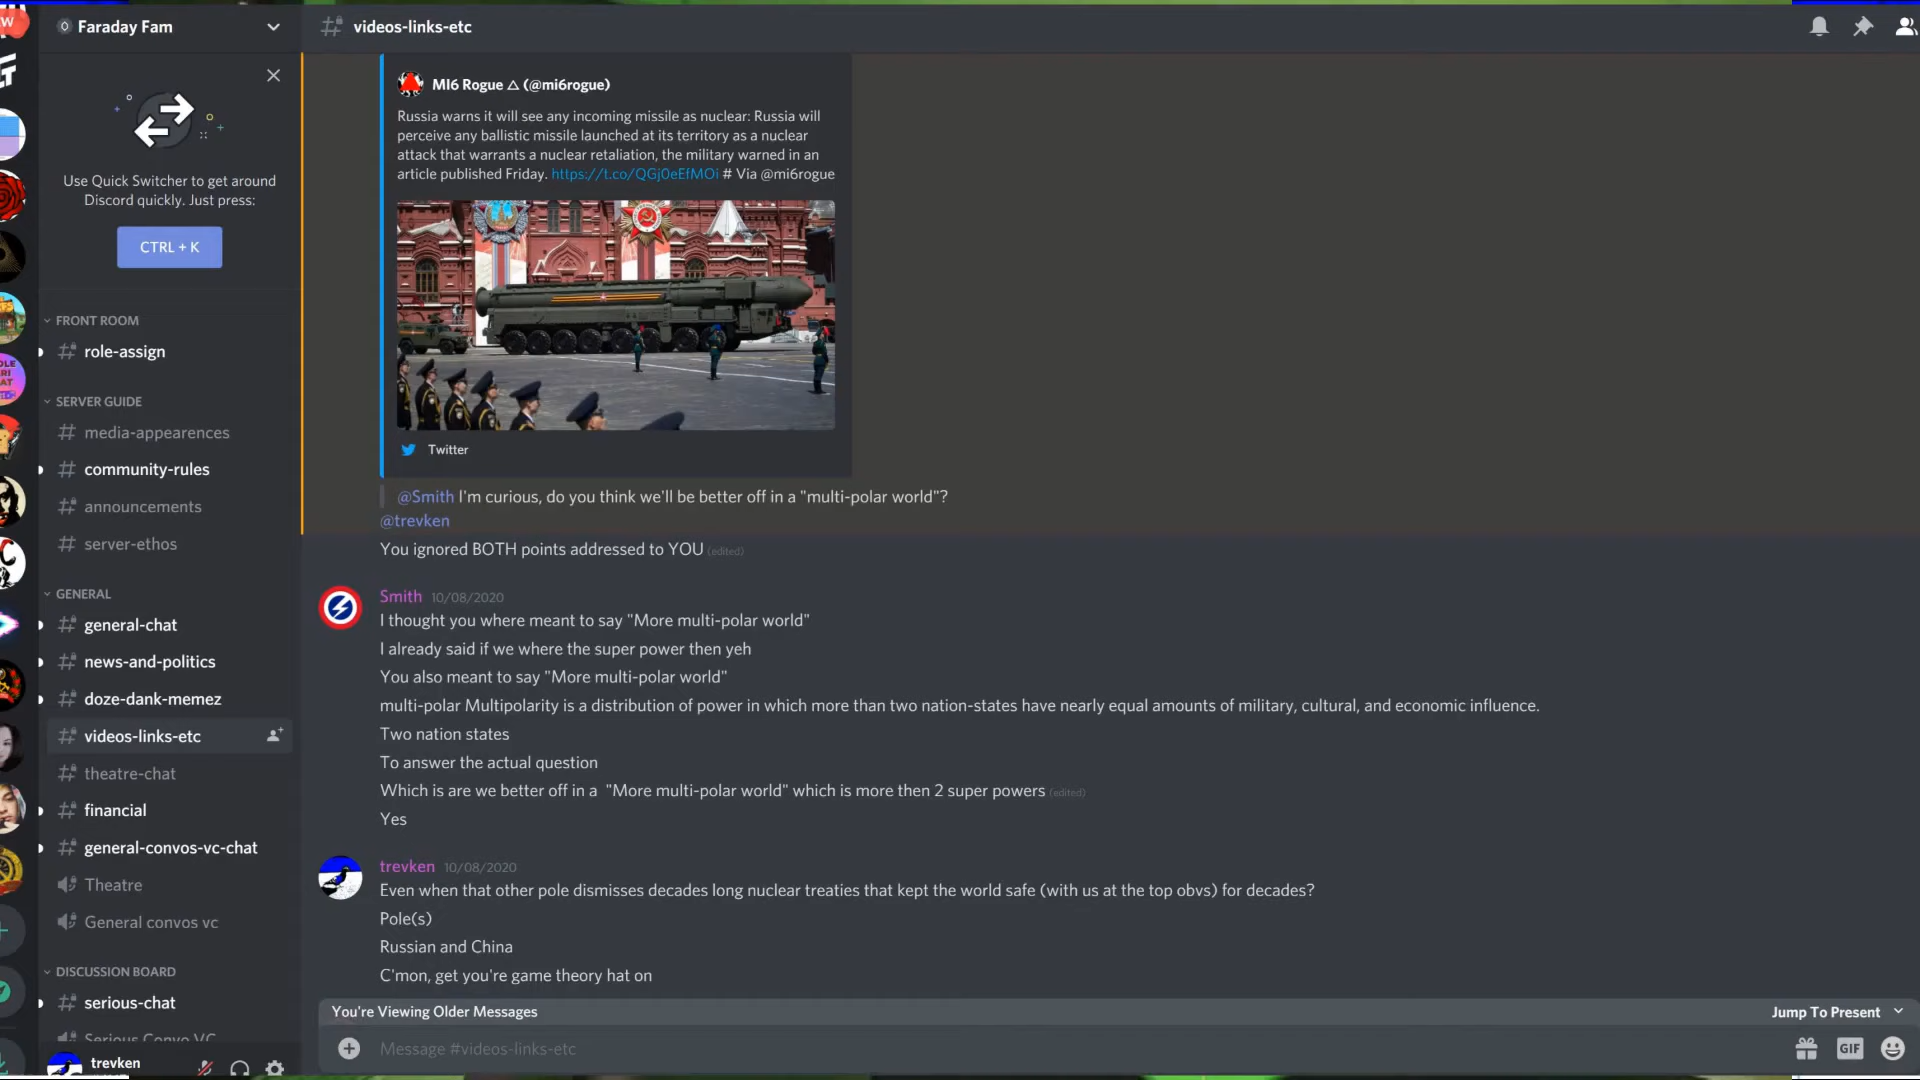 Faraday Fam
Use Quick Switcher to get around
Discord quickly. Just press:
CTRL + K
FRONT ROOM
role-assign
SERVER GUIDE
media-appearences
community-rules
announcements
server-ethos
GENERAL
general-chat
news-and-politics
doze-dank-memez
videos-links-etc
theatre-chat
financial
general-convos-vc-chat
Theatre
General convos vc
DISCUSSION BOARD
serious-chat
Serious Convo VC
trevken
videos-links-etc
MI6 Rogue △ (@mi6rogue)
Russia warns it will see any incoming missile as nuclear: Russia will
perceive any ballistic missile launched at its territory as a nuclear
attack that warrants a nuclear retaliation, the military warned in an
article published Friday. https://t.co/QGj0eEfMOi # Via @mi6rogue
Twitter
@Smith I'm curious, do you think we'll be better off in a "multi-polar world"?
@trevken
You ignored BOTH points addressed to YOU (edited)
Smith 10/08/2020
I thought you where meant to say "More multi-polar world"
I already said if we where the super power then yeh
You also meant to say "More multi-polar world"
multi-polar Multipolarity is a distribution of power in which more than two nation-states have nearly equal amounts of military, cultural, and economic influence.
Two nation states
To answer the actual question
Which is are we better off in a "More multi-polar world" which is more then 2 super powers (edited)
Yes
trevken 10/08/2020
Even when that other pole dismisses decades long nuclear treaties that kept the world safe (with us at the top obvs) for decades?
Pole(s)
Russian and China
C'mon, get you're game theory hat on
You're Viewing Older Messages
Jump To Present
Message #videos-links-etc
GIF